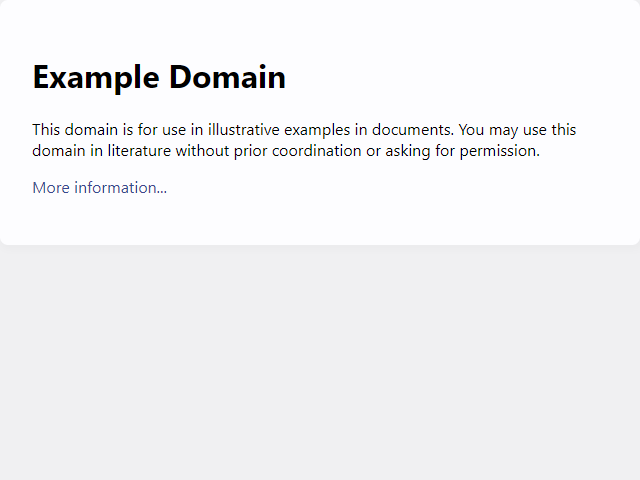 Example Domain
This domain is for use in illustrative examples in documents. You may use this
domain in literature without prior coordination or asking for permission.
More information...